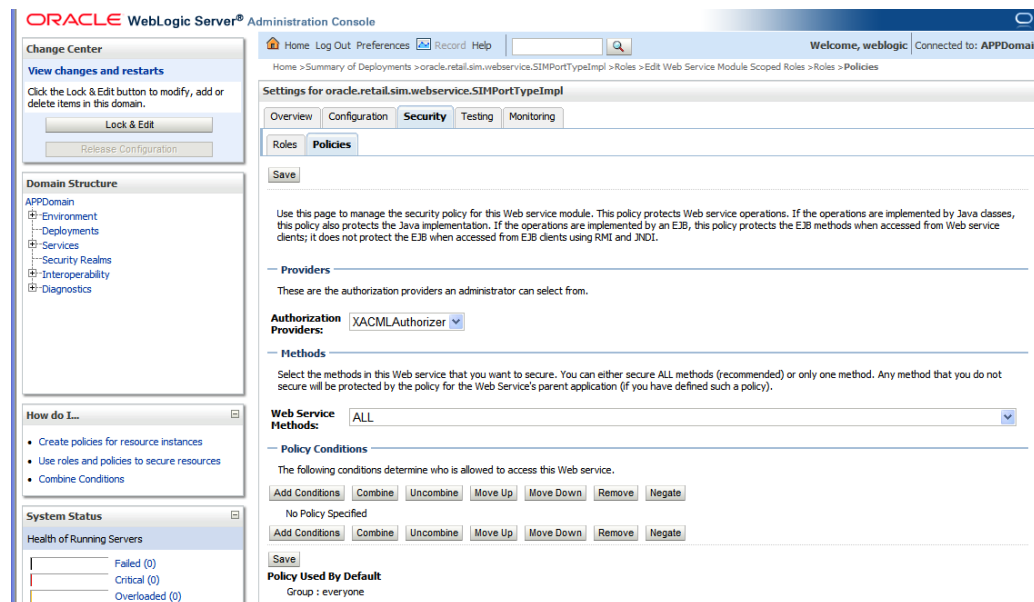 ORACLE WebLogic Server® Administration Console
Change Center
View changes and restarts
Click the Lock & Edit button to modify, add or
delete items in this domain.
Lock & Edit
Release Configuration
Domain Structure
APPDomain
Environment
Deployments
Services
Security Realms
Interoperability
Diagnostics
How do I...
Create policies for resource instances
Use roles and policies to secure resources
Combine Conditions
System Status
Health of Running Servers
Failed (0)
Critical (0)
Overloaded (0)
Home Log Out Preferences Record Help
Welcome, weblogic Connected to: APPDomai
Home >Summary of Deployments >oracle.retail.sim.webservice.SIMPortTypeImpl >Roles >Edit Web Service Module Scoped Roles >Roles >Policies
Settings for oracle.retail.sim.webservice.SIMPortTypeImpl
Overview Configuration Security Testing Monitoring
Roles Policies
Save
Use this page to manage the security policy for this Web service module. This policy protects Web service operations. If the operations are implemented by Java classes,
this policy also protects the Java implementation. If the operations are implemented by an EJB, this policy protects the EJB methods when accessed from Web service
clients; it does not protect the EJB when accessed from EJB clients using RMI and JNDI.
Providers
These are the authorization providers an administrator can select from.
Authorization
Providers:
XACMLAuthorizer
Methods
Select the methods in this Web service that you want to secure. You can either secure ALL methods (recommended) or only one method. Any method that you do not
secure will be protected by the policy for the Web Service's parent application (if you have defined such a policy).
Web Service
Methods:
ALL
Policy Conditions
The following conditions determine who is allowed to access this Web service.
Add Conditions Combine Uncombine Move Up Move Down Remove Negate
No Policy Specified
Add Conditions Combine Uncombine Move Up Move Down Remove Negate
Save
Policy Used By Default
Group : everyone